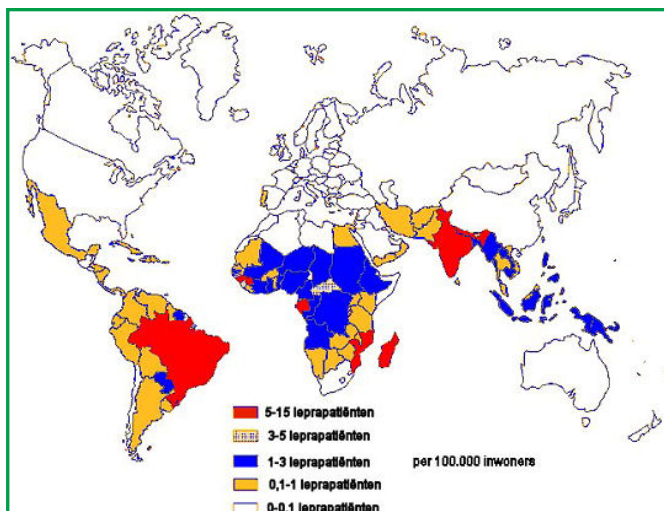 5-15 leprapatiënten
3-5 leprapatiënten
1-3 leprapatiënten per 100.000 inwoners
0,1-1 leprapatiënten
0-0,1 leprapatiënten